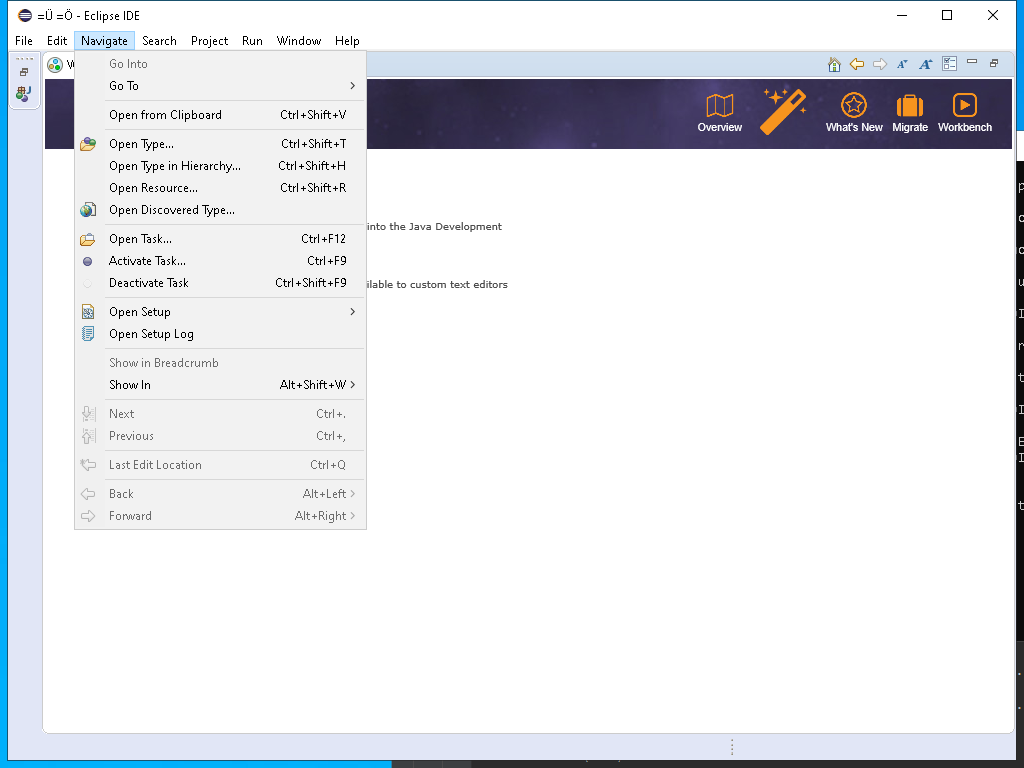 =Ü =Ö - Eclipse IDE
File Edit Navigate Search Project Run Window Help
Overview
What's New
Migrate
Workbench
Go Into
Go To
Open from Clipboard Ctrl+Shift+V
Open Type... Ctrl+Shift+T
Open Type in Hierarchy... Ctrl+Shift+H
Open Resource... Ctrl+Shift+R
Open Discovered Type...
Open Task... Ctrl+F12
Activate Task... Ctrl+F9
Deactivate Task Ctrl+Shift+F9
Open Setup
Open Setup Log
Show in Breadcrumb
Show In Alt+Shift+W
Next Ctrl+.
Previous Ctrl+,
Last Edit Location Ctrl+Q
Back Alt+Left
Forward Alt+Right
into the Java Development
ilable to custom text editors